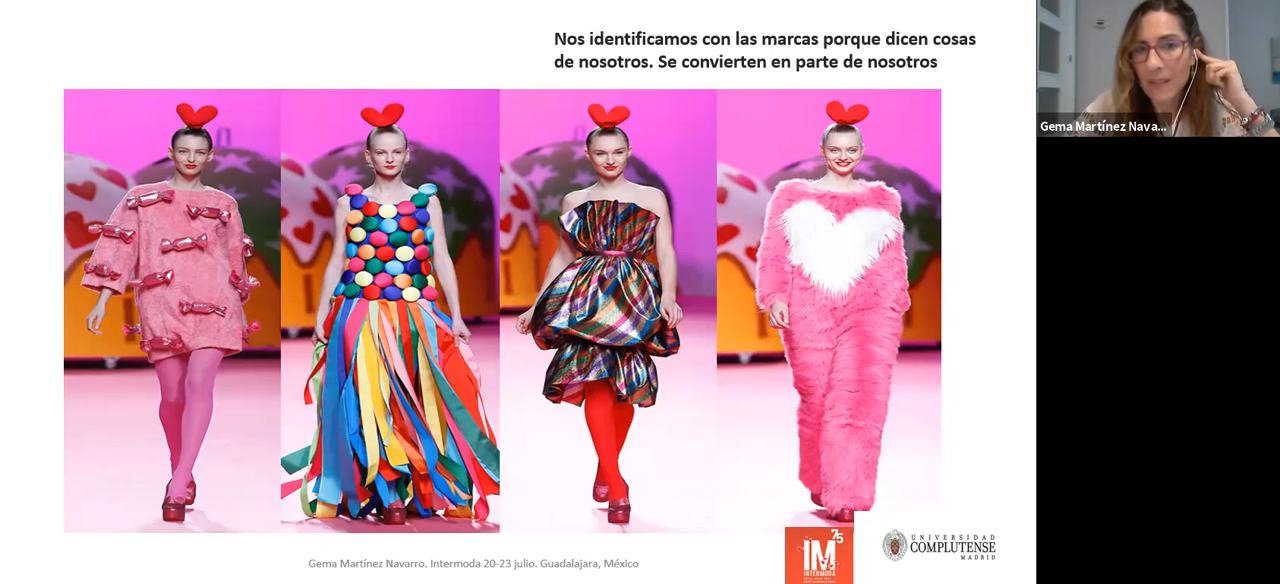 Nos identificamos con las marcas porque dicen cosas
de nosotros. Se convierten en parte de nosotros
Gema Martínez Nava...
Gema Martínez Navarro. Intermoda 20-23 julio. Guadalajara, México
75
IM
INTERMODA
UNIVERSIDAD
COMPLUTENSE
MADRID